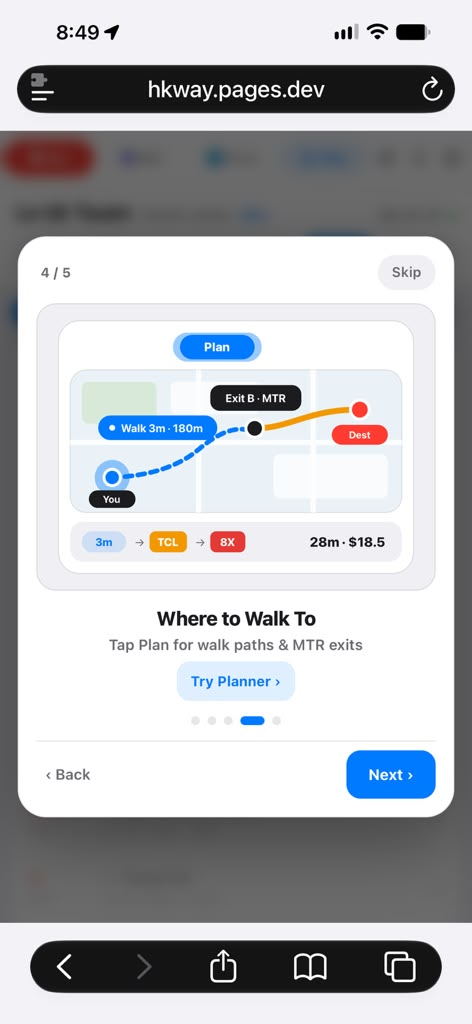 8:49
hkway.pages.dev
4 / 5
Skip
Plan
Exit B · MTR
Walk 3m · 180m
Dest
You
3m → TCL → 8X 28m · $18.5
Where to Walk To
Tap Plan for walk paths & MTR exits
Try Planner ›
‹ Back
Next ›